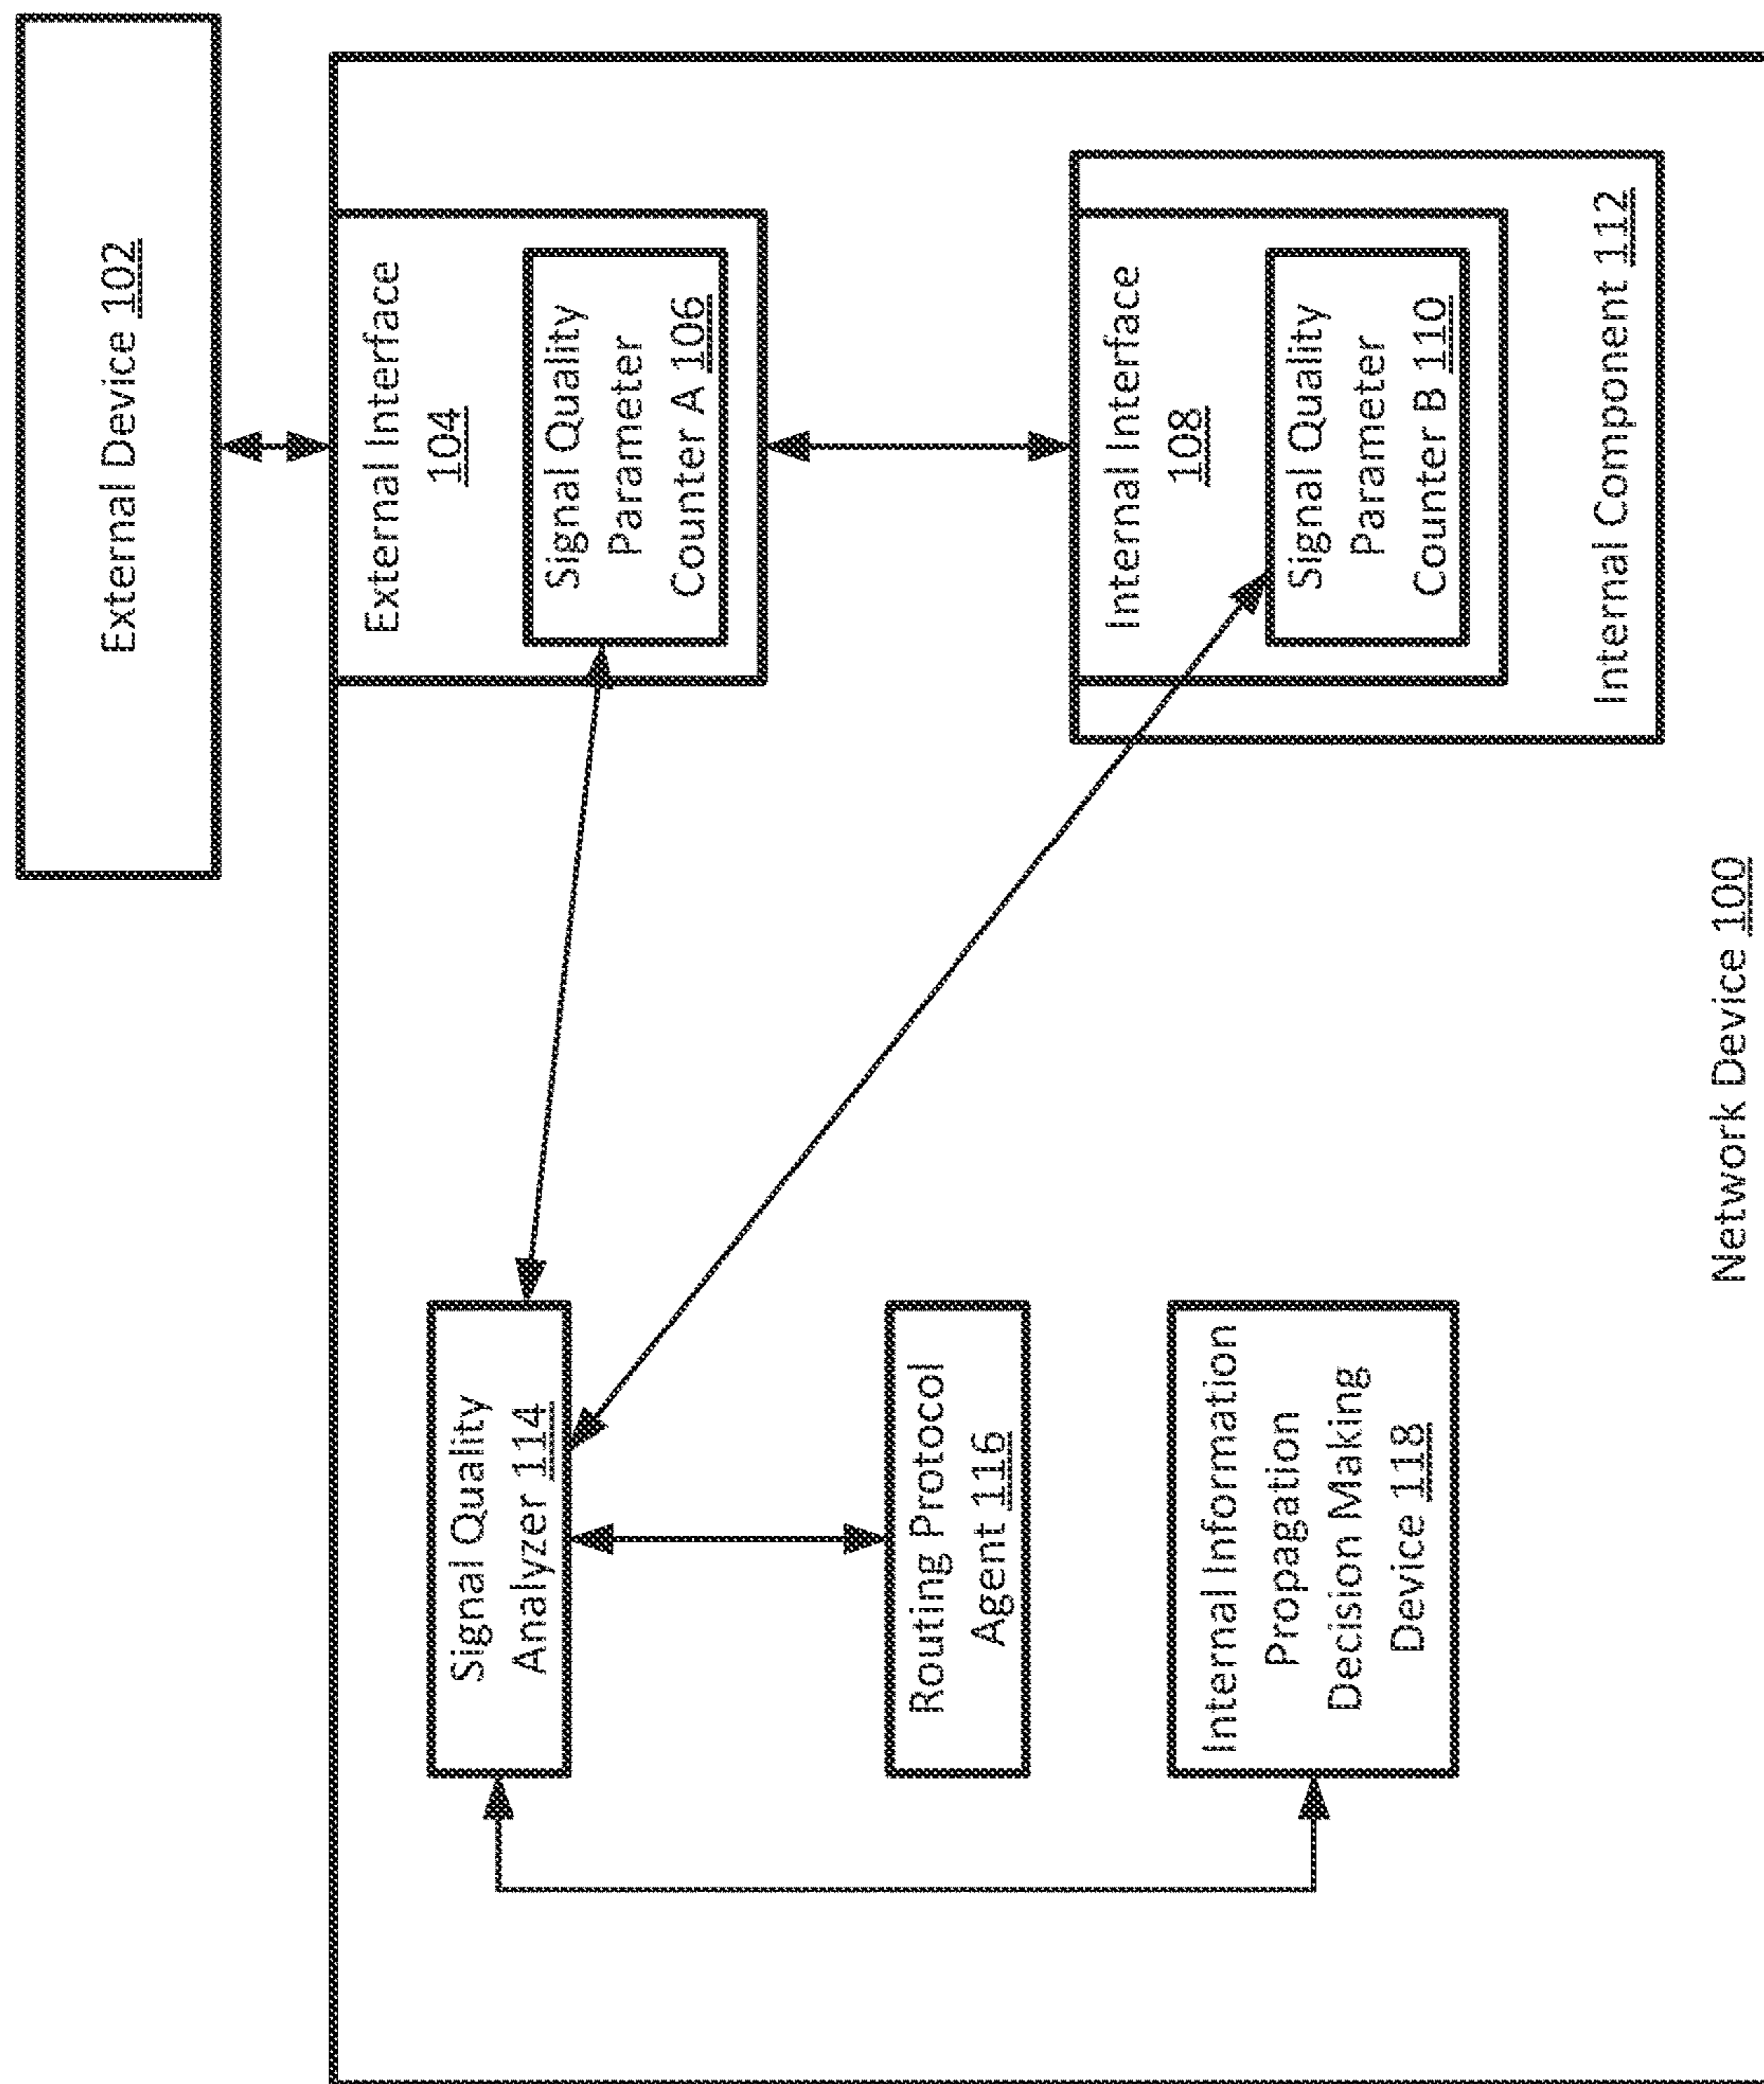 External Device 102
External Interface
104
Signal Quality
Parameter
Counter A 106
Internal Interface
108
Signal Quality
Parameter
Counter B 110
Internal Component 112
Signal Quality
Analyzer 114
Routing Protocol
Agent 116
Internal Information
Propagation
Decision Making
Device 118
Network Device 100